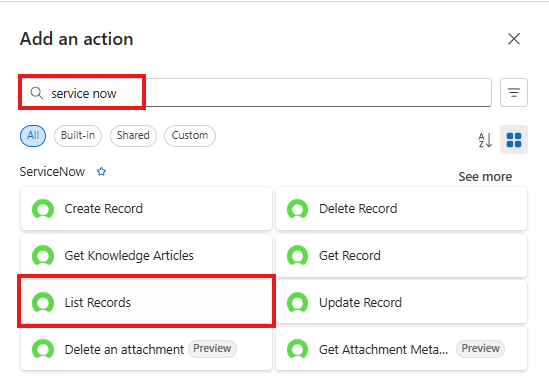 Add an action
service now
All Built-in Shared Custom
ServiceNow
See more
Create Record Delete Record
Get Knowledge Articles Get Record
List Records Update Record
Delete an attachment Preview Get Attachment Meta... Preview